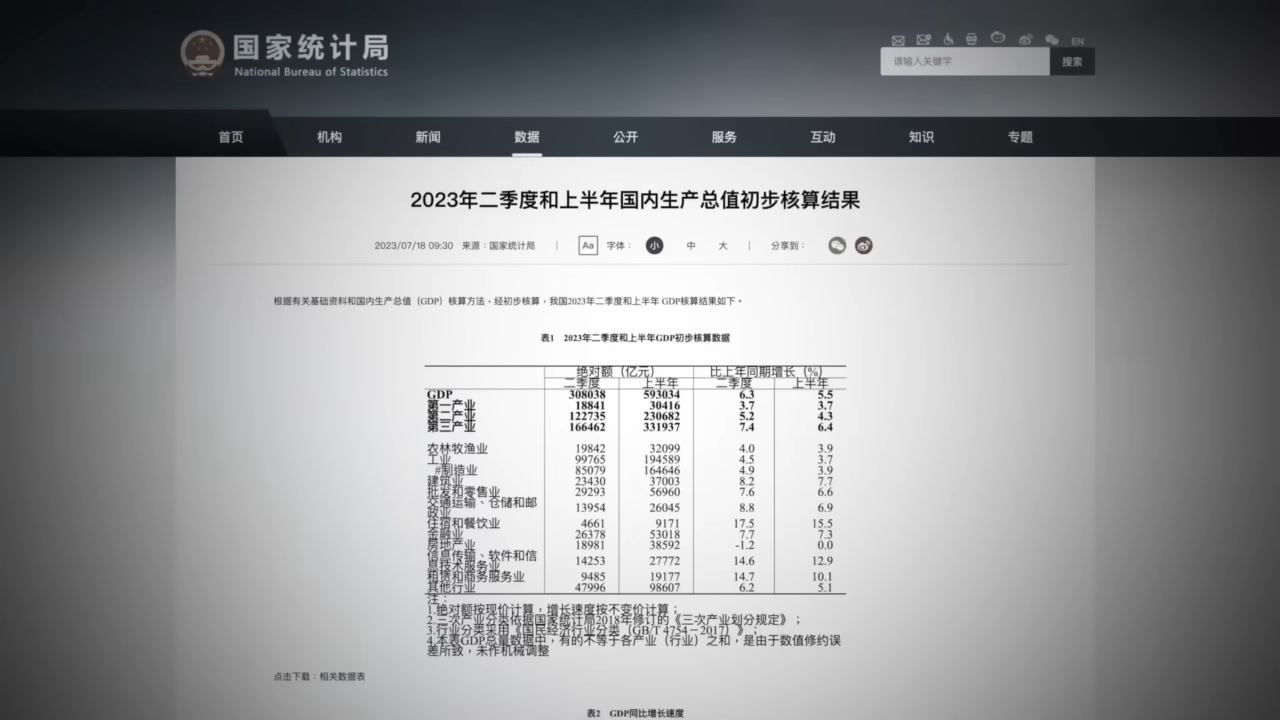 国家统计局
National Bureau of Statistics
EN
请输入关键字
搜索
首页 机构 新闻 数据 公开 服务 互动 知识 专题
2023年二季度和上半年国内生产总值初步核算结果
2023/07/18 09:30 来源：国家统计局 | Aa 字体： 小 中 大 | 分享到：
根据有关基础资料和国内生产总值（GDP）核算方法，经初步核算，我国2023年二季度和上半年 GDP核算结果如下。
表1 2023年二季度和上半年GDP初步核算数据
绝对额（亿元） 比上年同期增长（%）
二季度 上半年 二季度 上半年
GDP 308038 593034 6.3 5.5
第一产业 18841 30416 3.7 3.7
第二产业 122735 230682 5.2 4.3
第三产业 166462 331937 7.4 6.4
农林牧渔业 19842 32099 4.0 3.9
工业 99765 194589 4.5 3.7
#制造业 85079 164646 4.9 3.9
建筑业 23430 37003 8.2 7.7
批发和零售业 29293 56960 7.6 6.6
交通运输、仓储和邮
政业 13954 26045 8.8 6.9
住宿和餐饮业 4661 9171 17.5 15.5
金融业 26378 53018 7.7 7.3
房地产业 18981 38592 -1.2 0.0
信息传输、软件和信
息技术服务业 14253 27772 14.6 12.9
租赁和商务服务业 9485 19177 14.7 10.1
其他行业 47996 98607 6.2 5.1
注：
1.绝对额按现价计算，增长速度按不变价计算；
2.三次产业分类依据国家统计局2018年修订的《三次产业划分规定》；
3.行业分类采用《国民经济行业分类（GB/T 4754－2017）》；
4.本表GDP总量数据中，有的不等于各产业（行业）之和，是由于数值修约误
差所致，未作机械调整
点击下载：相关数据表
表2 GDP同比增长速度